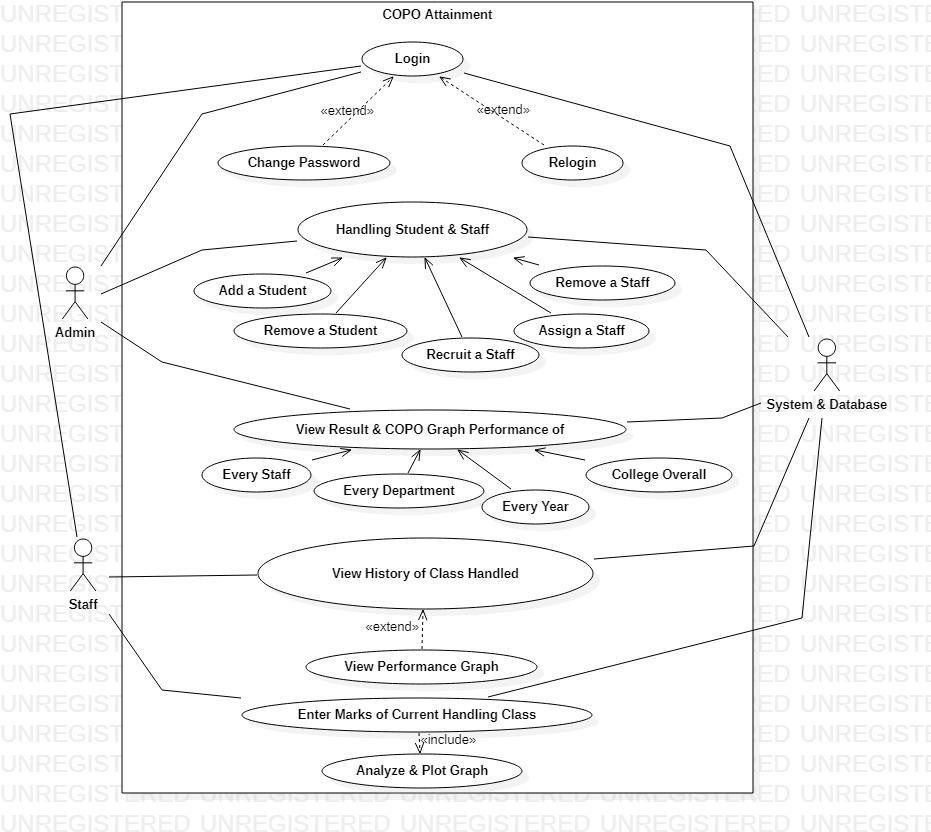 COPO Attainment
Login
«extend»
«extend»
Change Password
Relogin
Handling Student & Staff
Add a Student
Remove a Staff
Remove a Student
Assign a Staff
Recruit a Staff
Admin
System & Database
View Result & COPO Graph Performance of
Every Staff
College Overall
Every Department
Every Year
View History of Class Handled
Staff
«extend»
View Performance Graph
Enter Marks of Current Handling Class
«include»
Analyze & Plot Graph
UNREGISTERED UNREGISTERED UNREGISTERED UNREGISTERED UNREGISTE